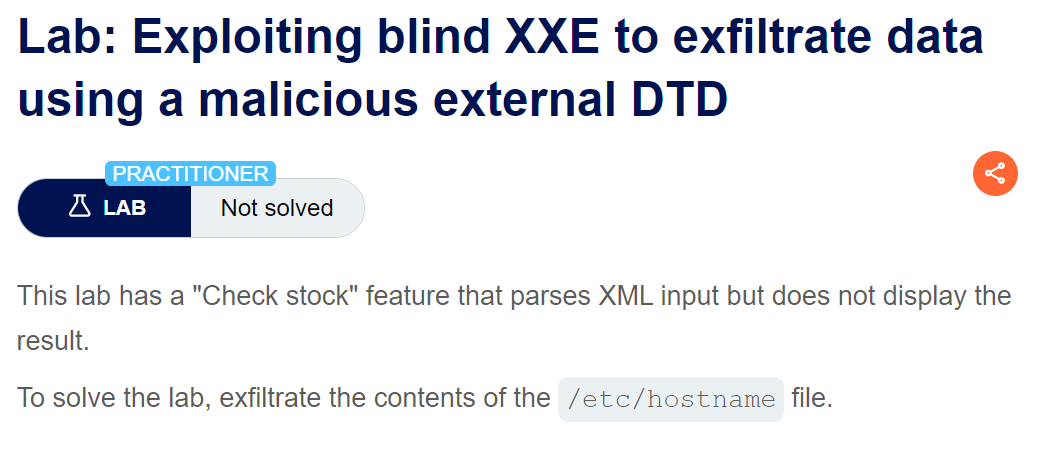 Lab: Exploiting blind XXE to exfiltrate data
using a malicious external DTD
PRACTITIONER
LAB
Not solved
This lab has a "Check stock" feature that parses XML input but does not display the
result.
To solve the lab, exfiltrate the contents of the /etc/hostname file.